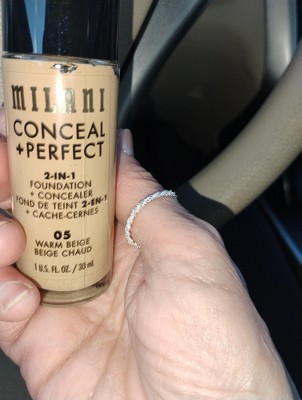 MILANI
CONCEAL
+PERFECT
2-IN-1
FOUNDATION
+ CONCEALER
FOND DE TEINT 2-EN-1
+ CACHE-CERNES
05
WARM BEIGE
BEIGE CHAUD
1 U.S. FL. OZ / 30 mL